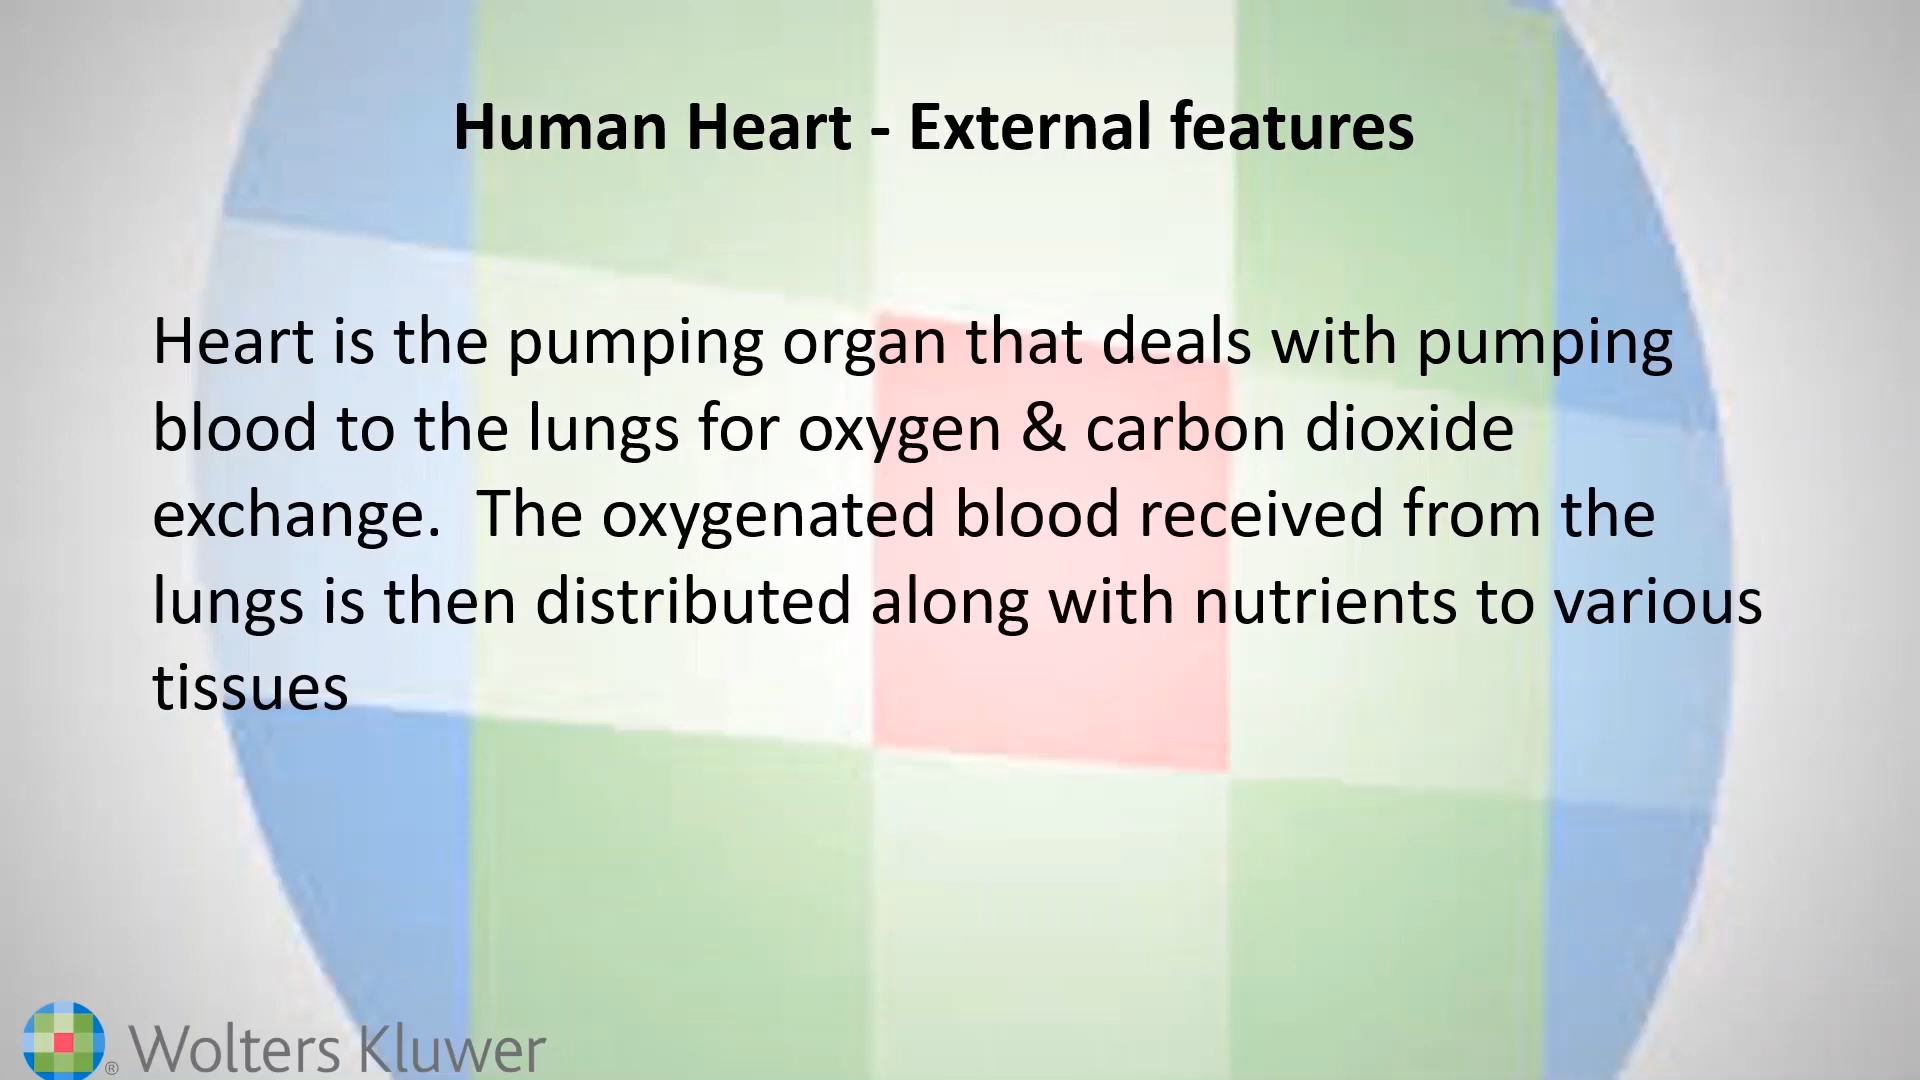 Human Heart - External features
Heart is the pumping organ that deals with pumping
blood to the lungs for oxygen & carbon dioxide
exchange.  The oxygenated blood received from the
lungs is then distributed along with nutrients to various
tissues
® Wolters Kluwer